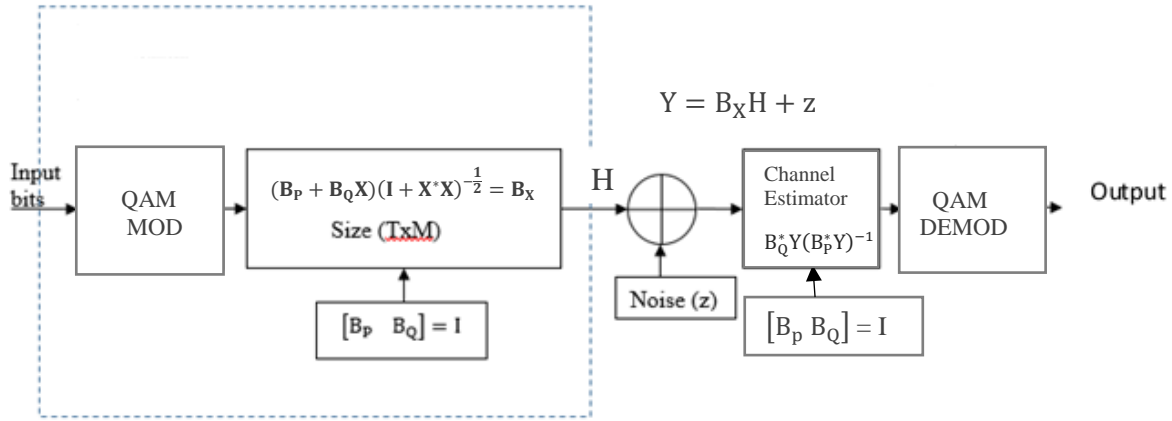 Y = B_X H + z
Input
bits
QAM
MOD
(B_P + B_Q X)(I + X^*X)^{-\frac{1}{2}} = B_X
Size (TxM)
H
Channel
Estimator
B_Q^*Y(B_P^*Y)^{-1}
QAM
DEMOD
Output
Noise (z)
[B_P B_Q] = I
[B_p B_Q] = I